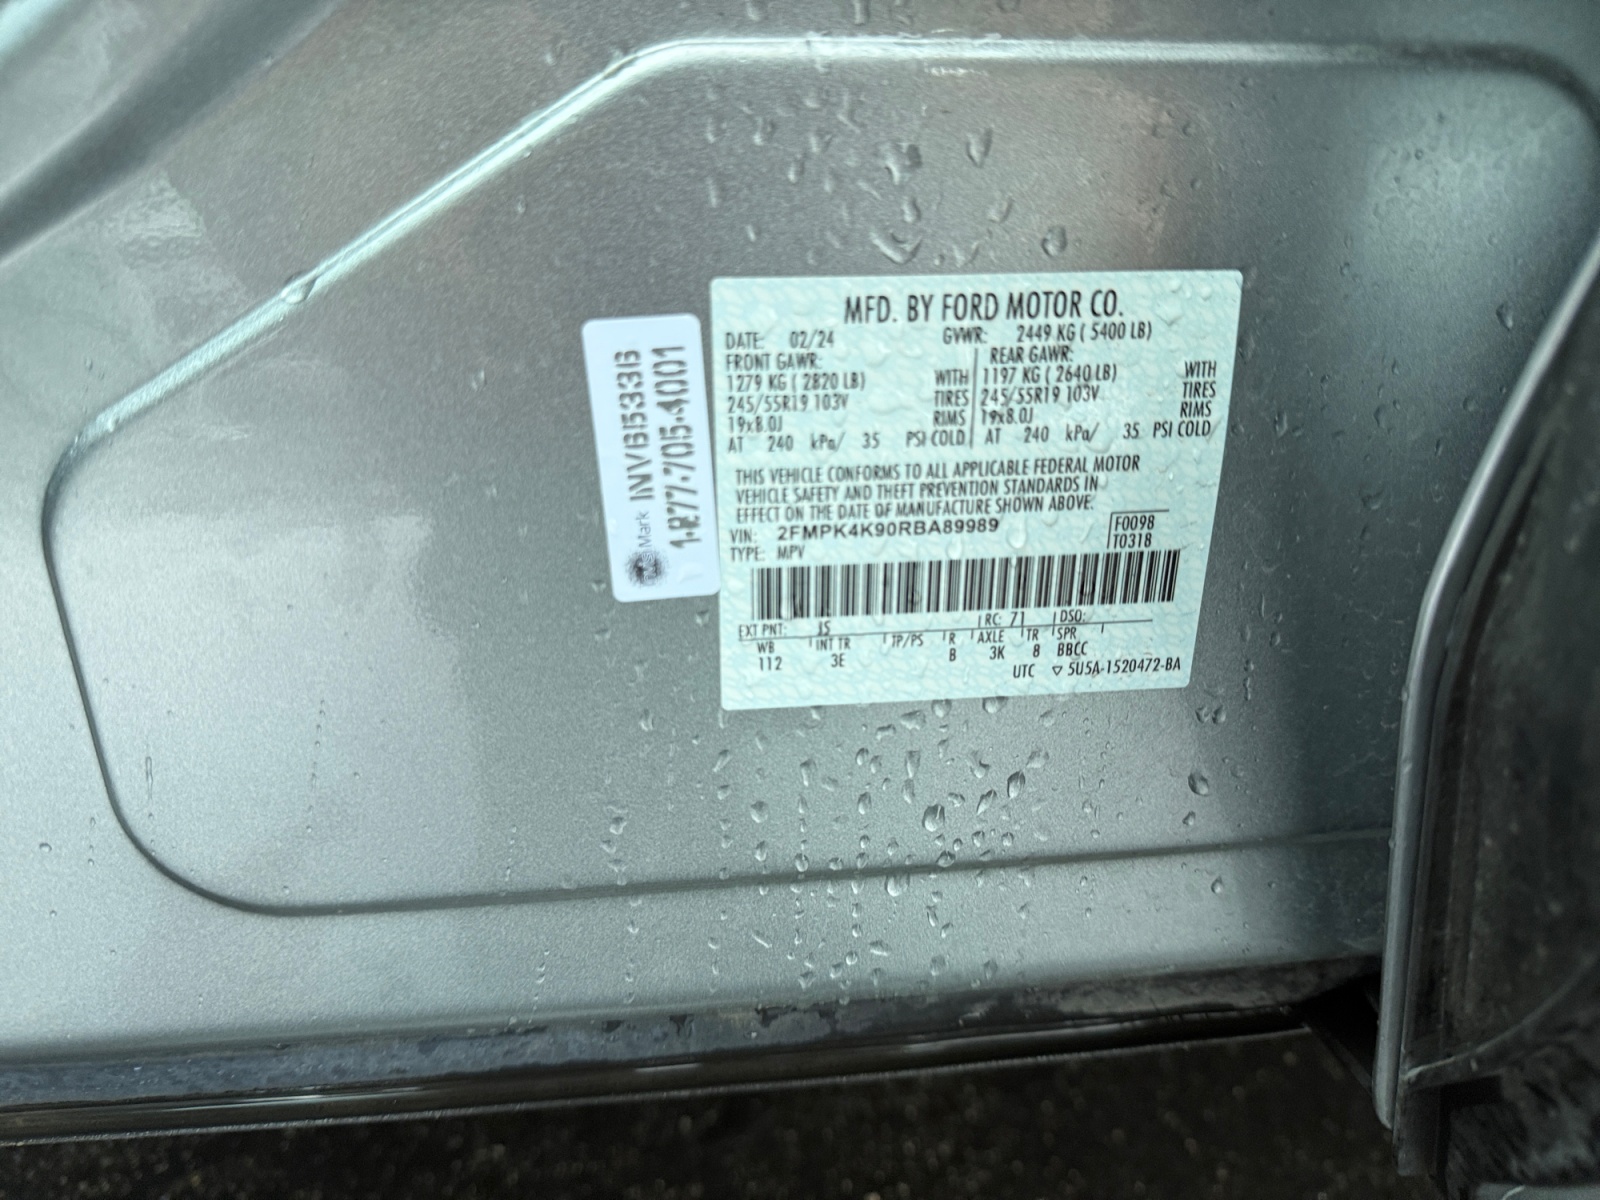 MFD. BY FORD MOTOR CO.
DATE: 02/24 GVWR: 2449 KG ( 5400 LB)
FRONT GAWR: REAR GAWR:
1279 KG ( 2820 LB) WITH 1197 KG ( 2640 LB) WITH
245/55R19 103V TIRES 245/55R19 103V TIRES
19x8.0J RIMS 19x8.0J RIMS
AT 240 kPa/ 35 PSI COLD AT 240 kPa/ 35 PSI COLD
THIS VEHICLE CONFORMS TO ALL APPLICABLE FEDERAL MOTOR
VEHICLE SAFETY AND THEFT PREVENTION STANDARDS IN
EFFECT ON THE DATE OF MANUFACTURE SHOWN ABOVE.
VIN: 2FMPK4K90RBA89989 F0098
TYPE: MPV T0318
EXT PNT: J5 RC: 71 DSO:
WB INT TR TP/PS R AXLE TR SPR
112 3E B 3K 8 BBCC
UTC ▽ 5U5A-1520472-BA
Mark INV615336
1-877-705-4001